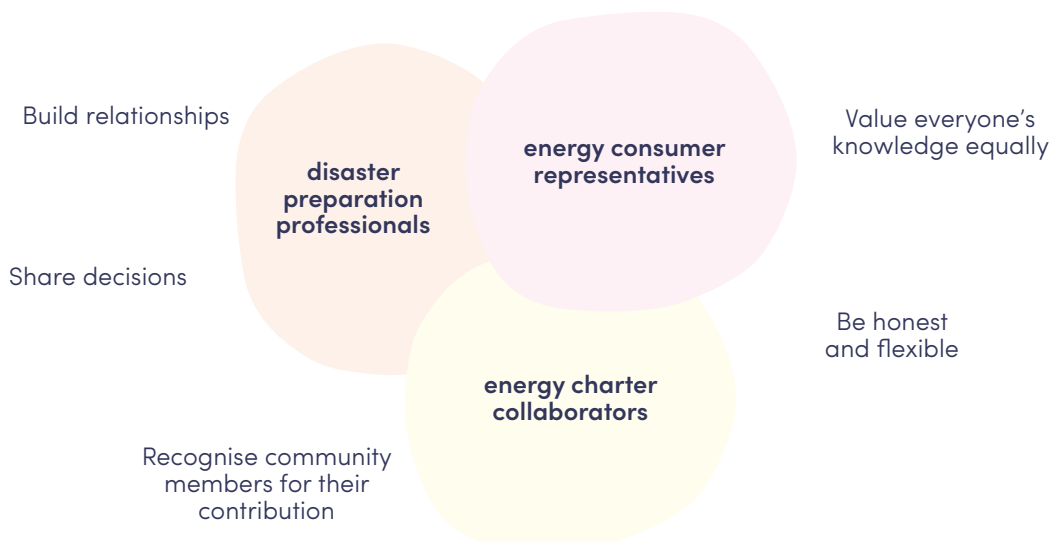 Build relationships
disaster
preparation
professionals
energy consumer
representatives
Value everyone’s
knowledge equally
Share decisions
Be honest
and flexible
energy charter
collaborators
Recognise community
members for their
contribution